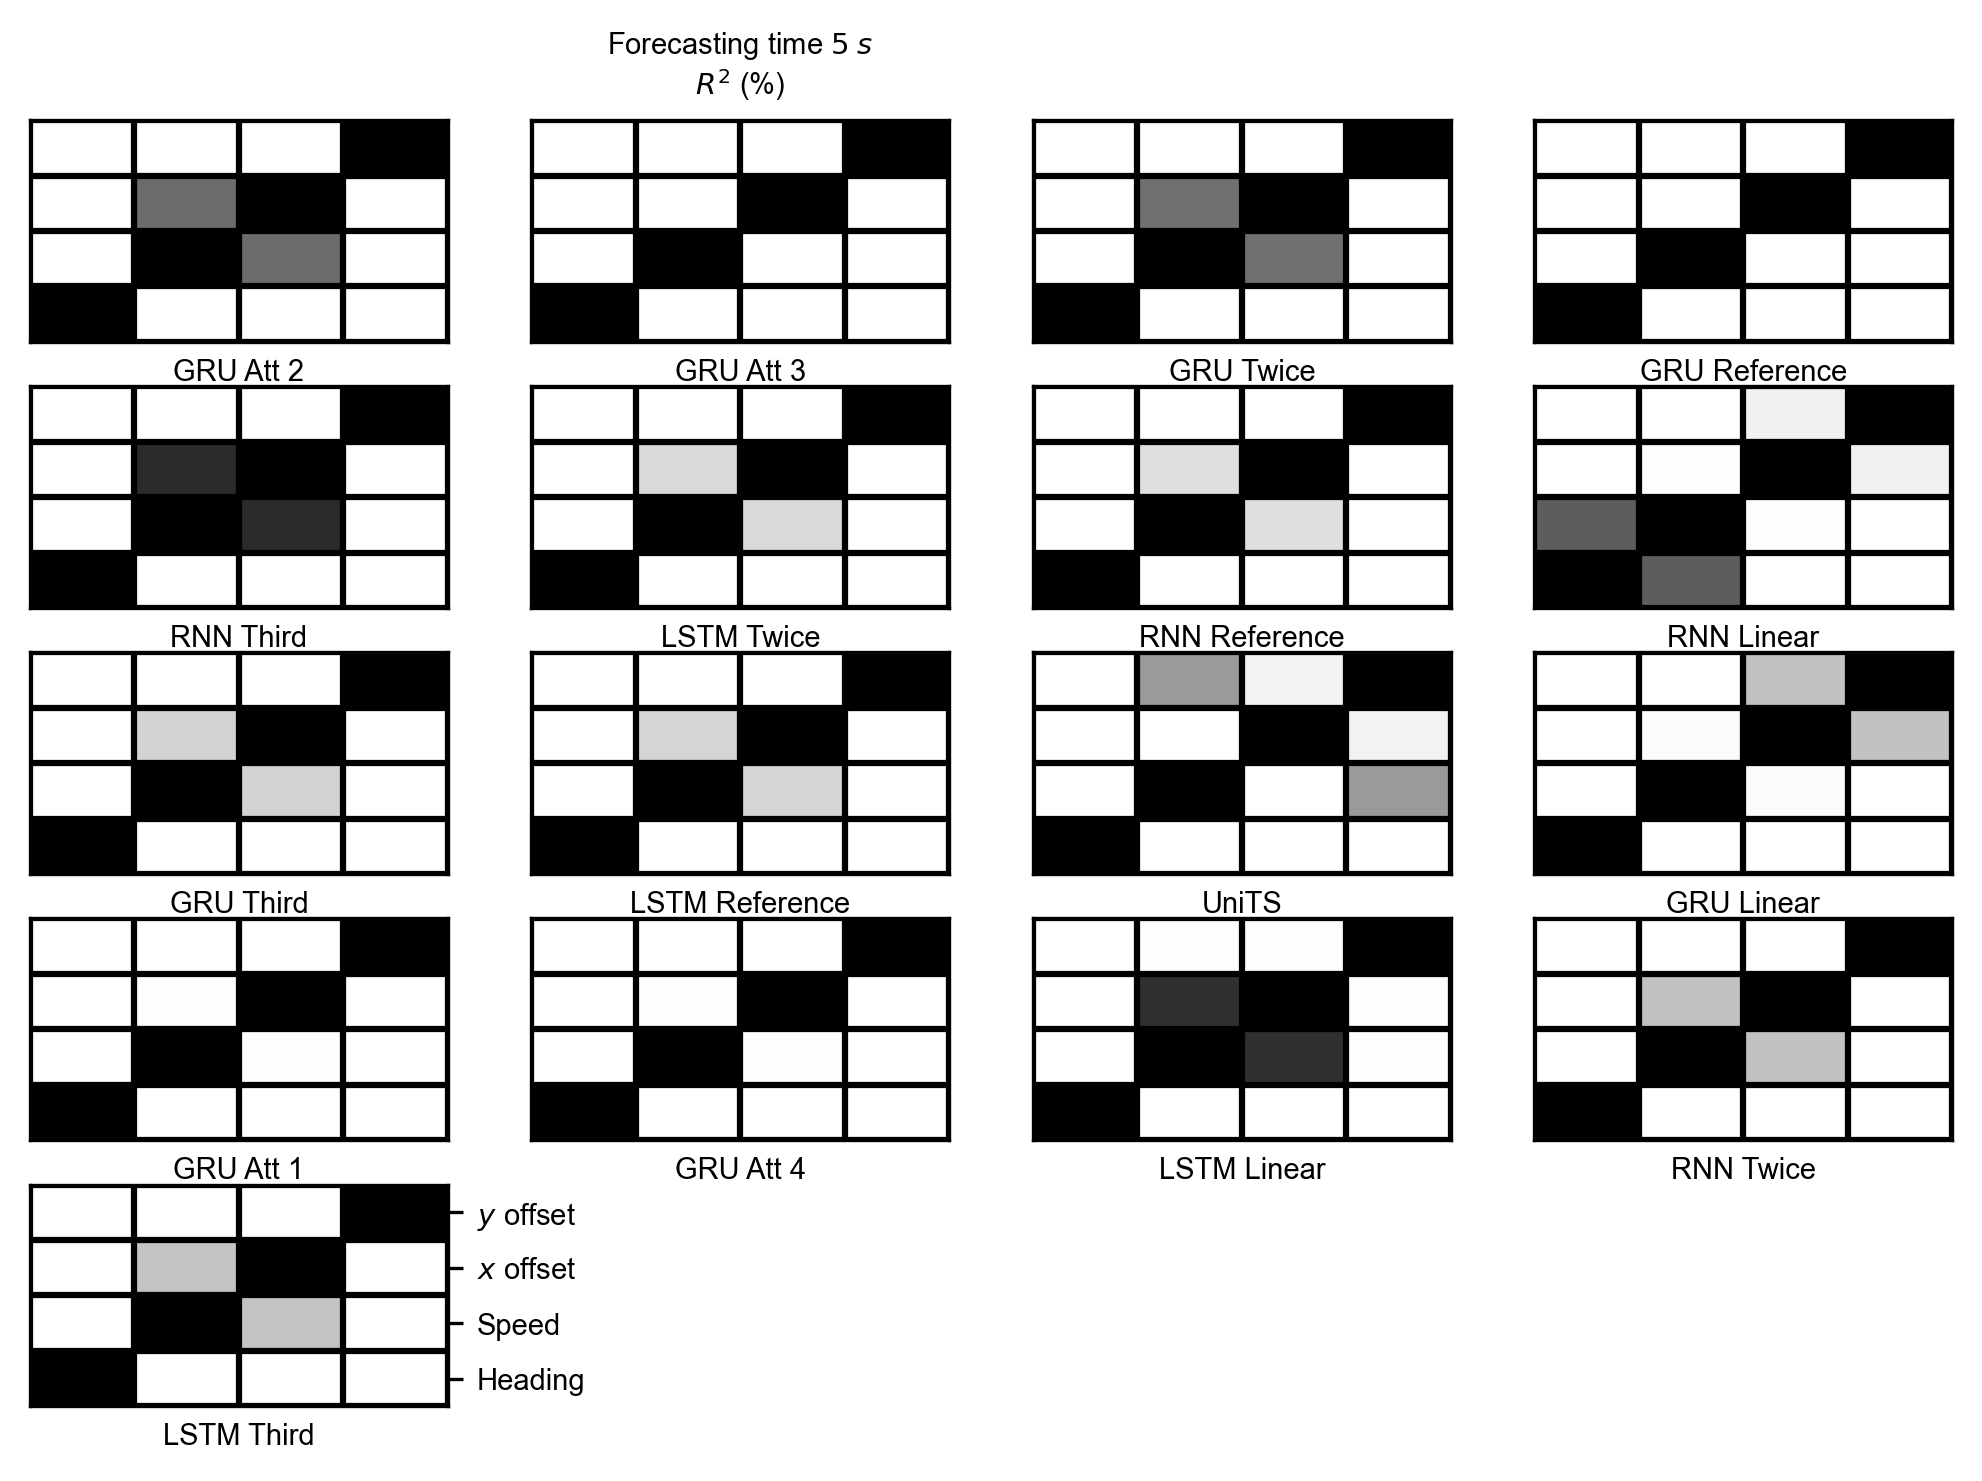 Forecasting time 5 s
R² (%)
GRU Att 2
GRU Att 3
GRU Twice
GRU Reference
RNN Third
LSTM Twice
RNN Reference
RNN Linear
GRU Third
LSTM Reference
UniTS
GRU Linear
GRU Att 1
GRU Att 4
LSTM Linear
RNN Twice
y offset
x offset
Speed
Heading
LSTM Third